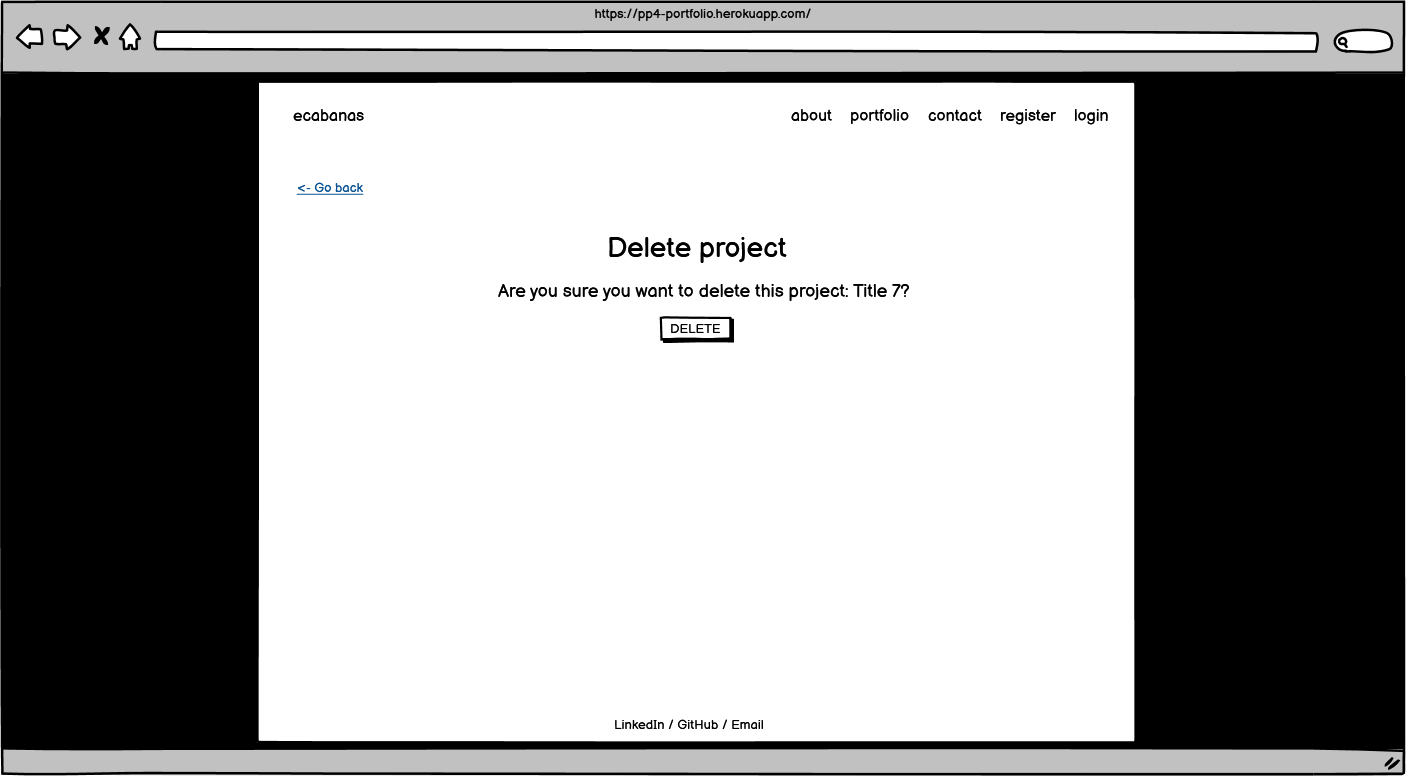 https://pp4-portfolio.herokuapp.com/
ecabanas about portfolio contact register login
<- Go back
Delete project
Are you sure you want to delete this project: Title 7?
DELETE
LinkedIn / GitHub / Email